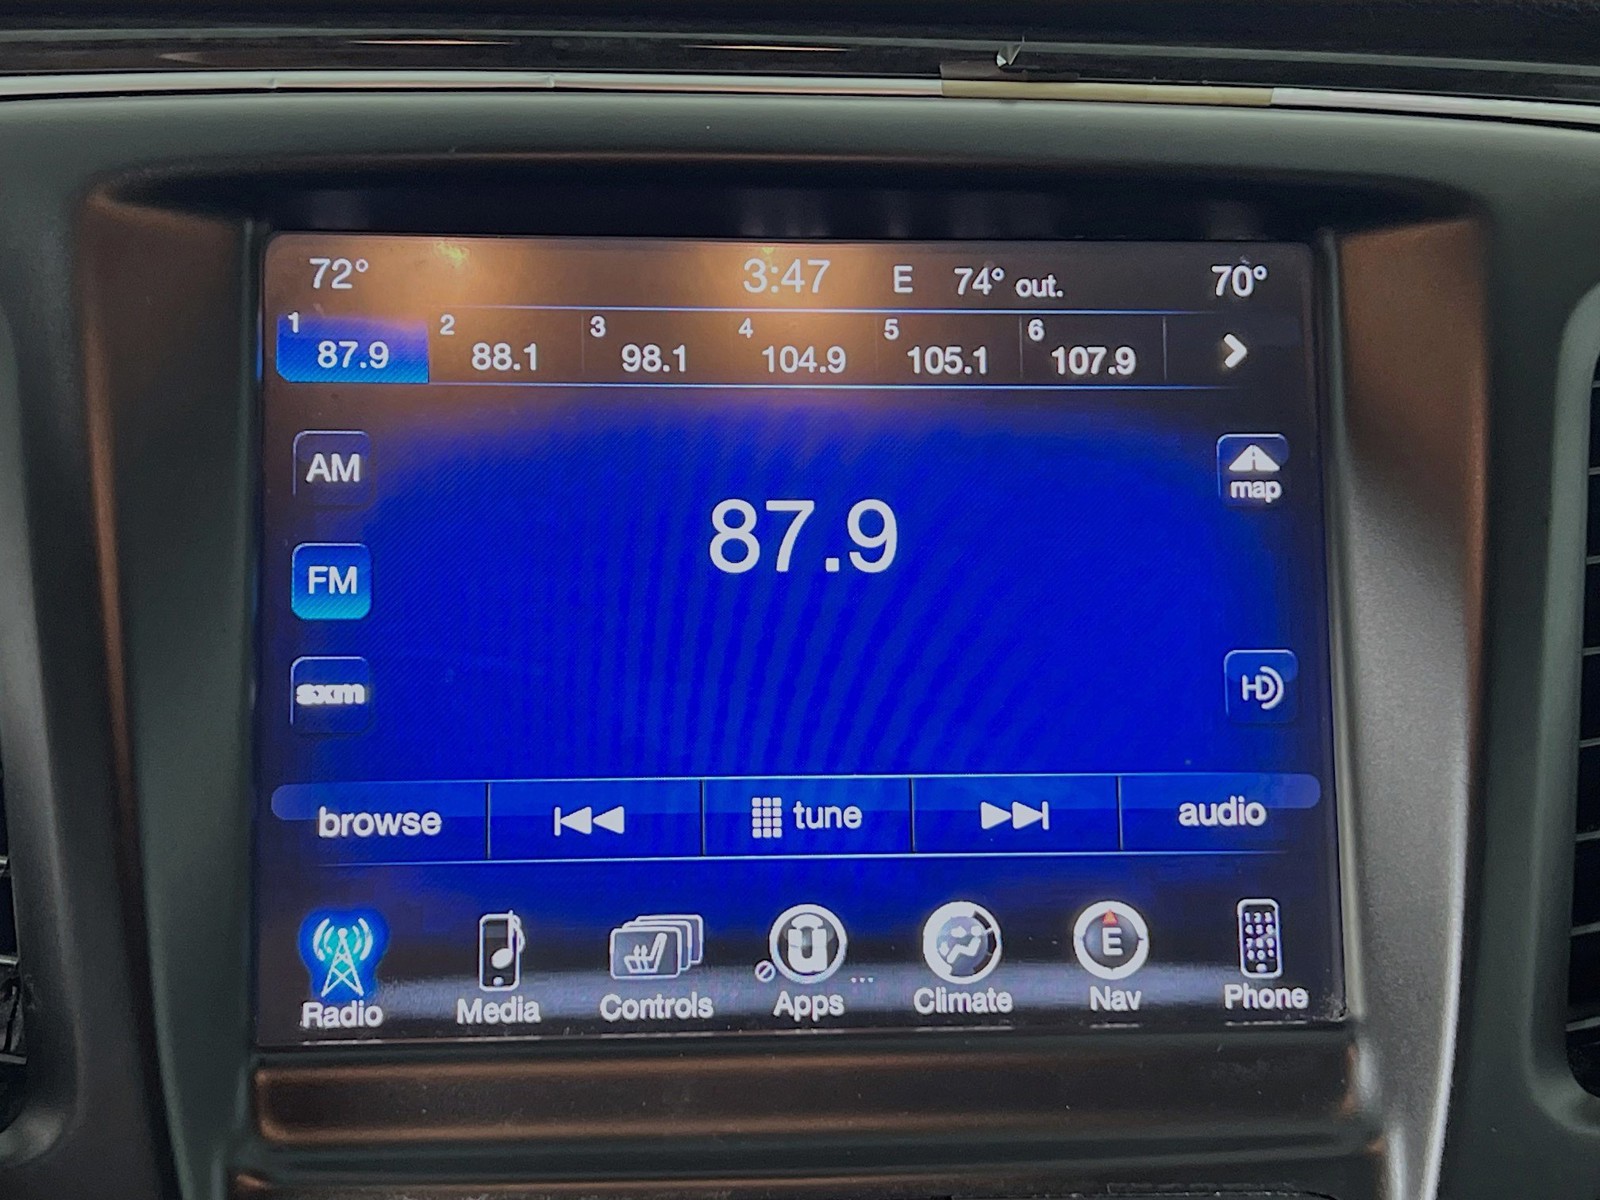 72° 3:47 E 74° out. 70°
1 2 3 4 5 6
87.9 88.1 98.1 104.9 105.1 107.9
AM
map
87.9
FM
sxm
HD
browse tune audio
E
Radio Media Controls Apps ... Climate Nav Phone